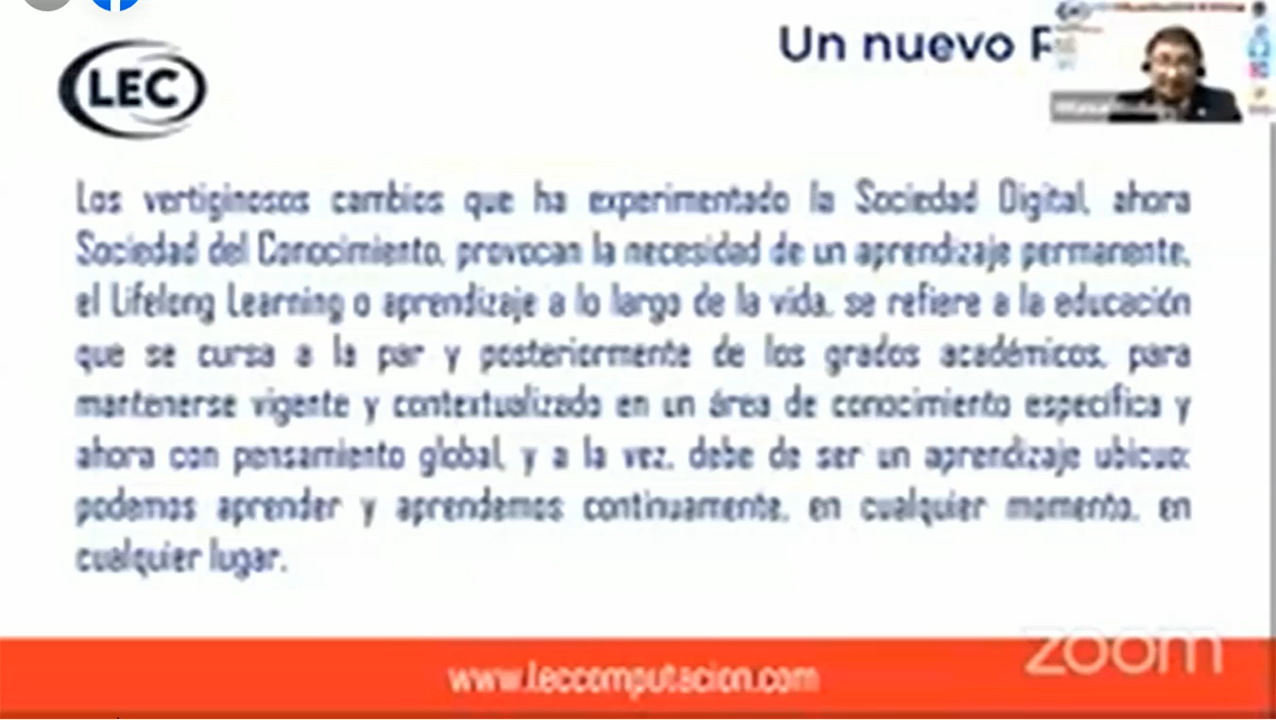 LEC
Un nuevo
Los vertiginosos cambios que ha experimentado la Sociedad Digital, ahora
Sociedad del Conocimiento, provocan la necesidad de un aprendizaje permanente,
el Lifelong Learning o aprendizaje a lo largo de la vida, se refiere a la educación
que se cursa a la par y posteriormente de los grados académicos, para
mantenerse vigente y contextualizado en un área de conocimiento específica y
ahora con pensamiento global, y a la vez, debe de ser un aprendizaje ubicuo;
podemos aprender y aprendemos continuamente, en cualquier momento, en
cualquier lugar.
zoom
www.leccomputacion.com